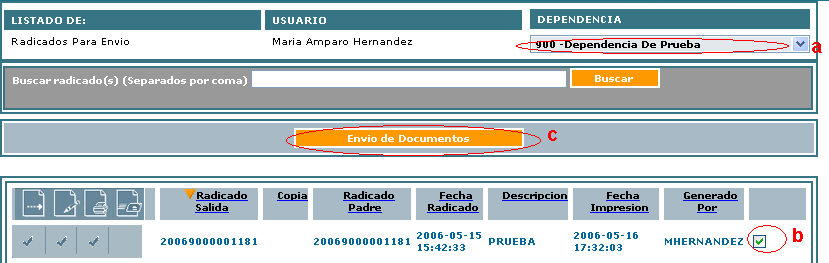 LISTADO DE: USUARIO DEPENDENCIA
Radicados Para Envio Maria Amparo Hernandez 900 -Dependencia De Prueba a
Buscar radicado(s) (Separados por coma) Buscar
Envio de Documentos c
Radicado Salida Copia Radicado Padre Fecha Radicado Descripcion Fecha Impresion Generado Por
20069000001181 20069000001181 2006-05-15 15:42:33 PRUEBA 2006-05-16 17:32:03 MHERNANDEZ b